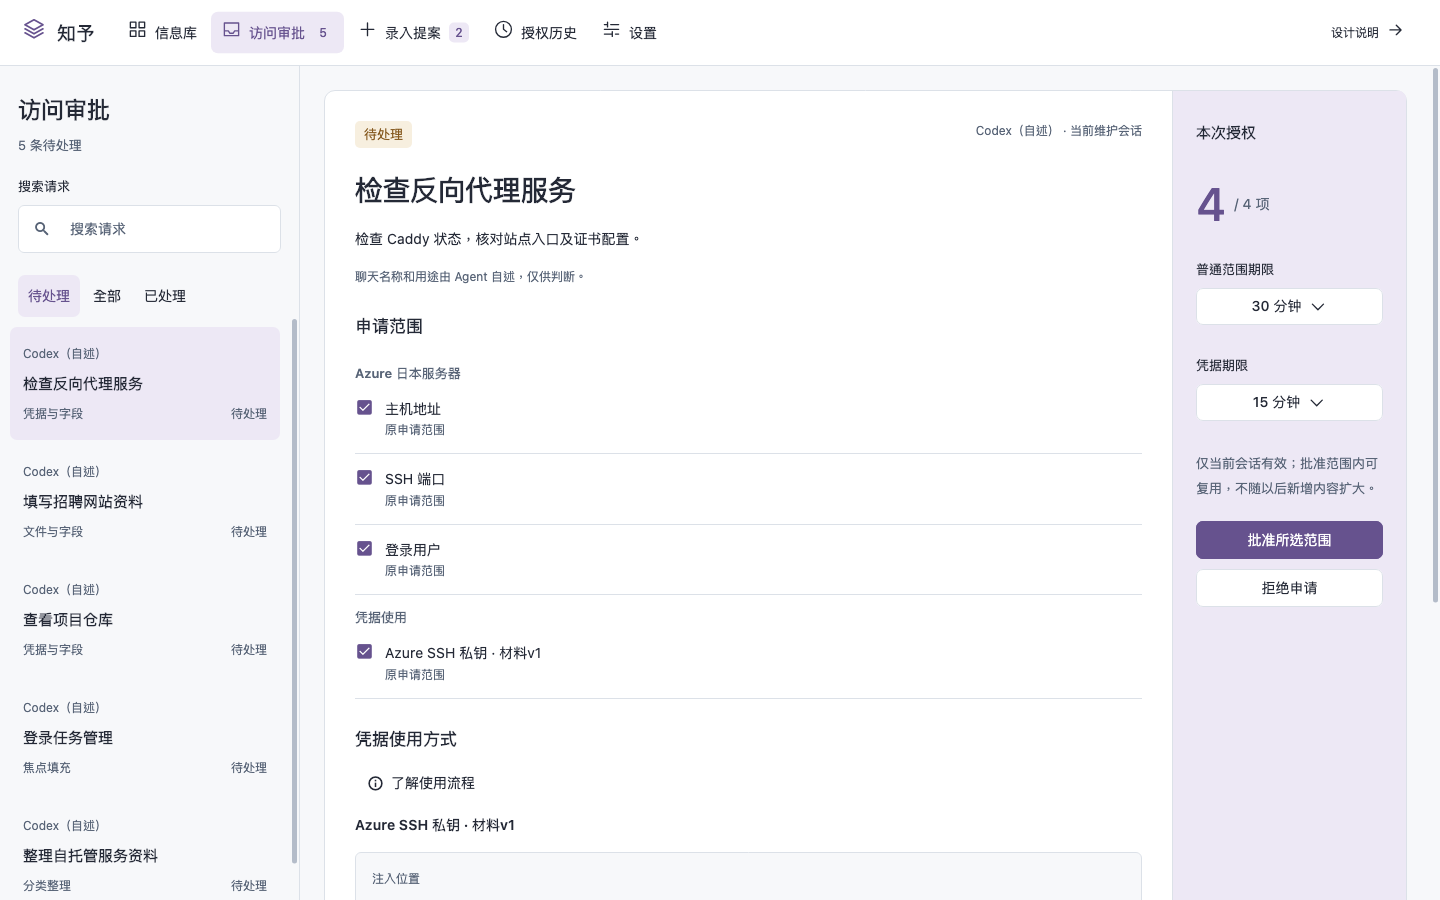 知予
信息库
访问审批 5
录入提案 2
授权历史
设置
设计说明
访问审批
5 条待处理
搜索请求
搜索请求
待处理 全部 已处理
Codex（自述）
检查反向代理服务
凭据与字段 待处理
Codex（自述）
填写招聘网站资料
文件与字段 待处理
Codex（自述）
查看项目仓库
凭据与字段 待处理
Codex（自述）
登录任务管理
焦点填充 待处理
Codex（自述）
整理自托管服务资料
分类整理 待处理
待处理
Codex（自述） · 当前维护会话
检查反向代理服务
检查 Caddy 状态，核对站点入口及证书配置。
聊天名称和用途由 Agent 自述，仅供判断。
申请范围
Azure 日本服务器
主机地址
原申请范围
SSH 端口
原申请范围
登录用户
原申请范围
凭据使用
Azure SSH 私钥 · 材料v1
原申请范围
凭据使用方式
了解使用流程
Azure SSH 私钥 · 材料v1
注入位置
本次授权
4 / 4 项
普通范围期限
30 分钟
凭据期限
15 分钟
仅当前会话有效；批准范围内可
复用，不随以后新增内容扩大。
批准所选范围
拒绝申请